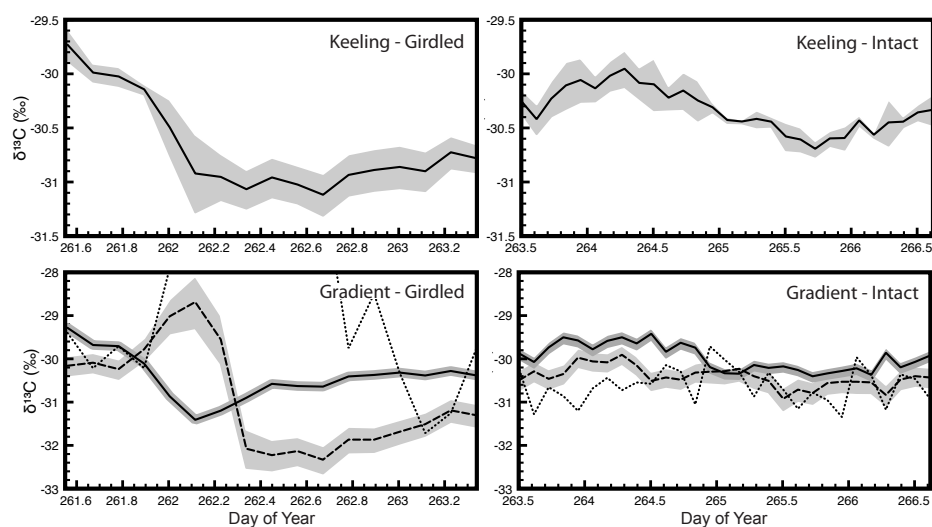 Keeling - Girdled
Keeling - Intact
-29.5
-30
-30.5
-31
-31.5
δ¹³C (‰)
261.6 261.8 262 262.2 262.4 262.6 262.8 263 263.2
-29.5
-30
-30.5
-31
-31.5
263.5 264 264.5 265 265.5 266 266.5
Gradient - Girdled
Gradient - Intact
-28
-29
-30
-31
-32
-33
δ¹³C (‰)
261.6 261.8 262 262.2 262.4 262.6 262.8 263 263.2
Day of Year
-28
-29
-30
-31
-32
-33
263.5 264 264.5 265 265.5 266 266.5
Day of Year